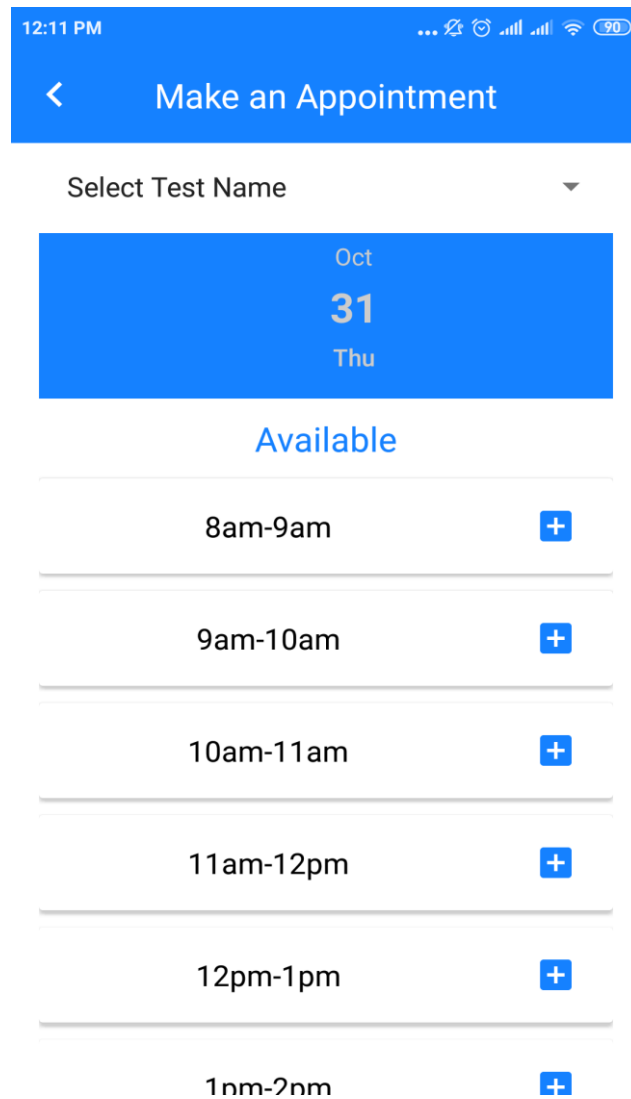 12:11 PM ... 90
Make an Appointment
Select Test Name
Oct
31
Thu
Available
8am-9am
9am-10am
10am-11am
11am-12pm
12pm-1pm
1pm-2pm